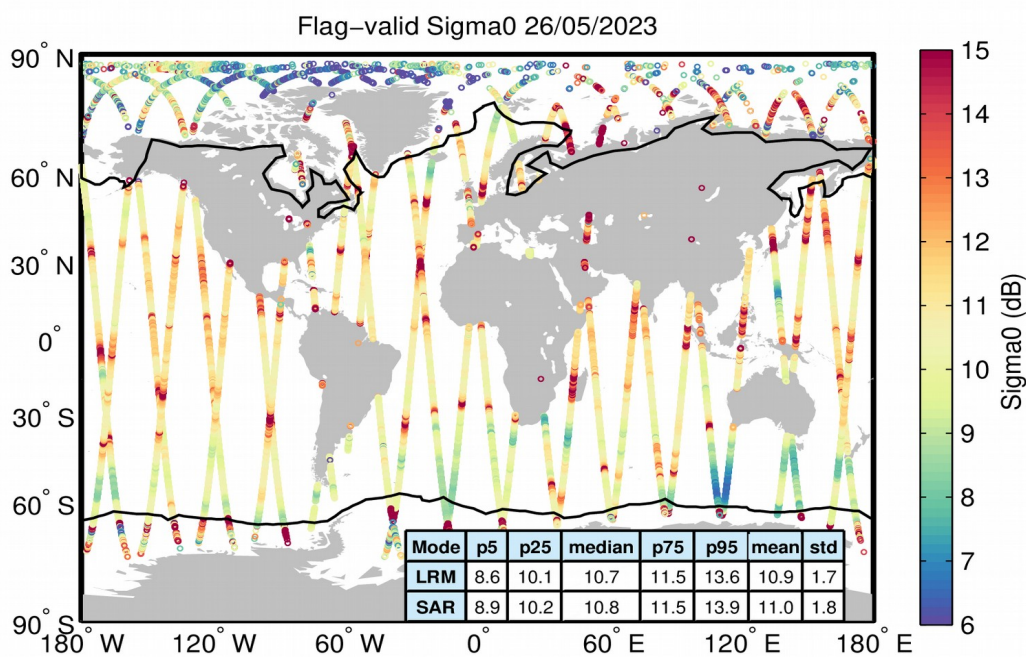 Flag−valid Sigma0 26/05/2023
90° N
60° N
30° N
0°
30° S
60° S
90° S
180° W
120° W
60° W
0°
60° E
120° E
180° E
15
14
13
12
11
10
9
8
7
6
Sigma0 (dB)
Mode p5 p25 median p75 p95 mean std
LRM 8.6 10.1 10.7 11.5 13.6 10.9 1.7
SAR 8.9 10.2 10.8 11.5 13.9 11.0 1.8